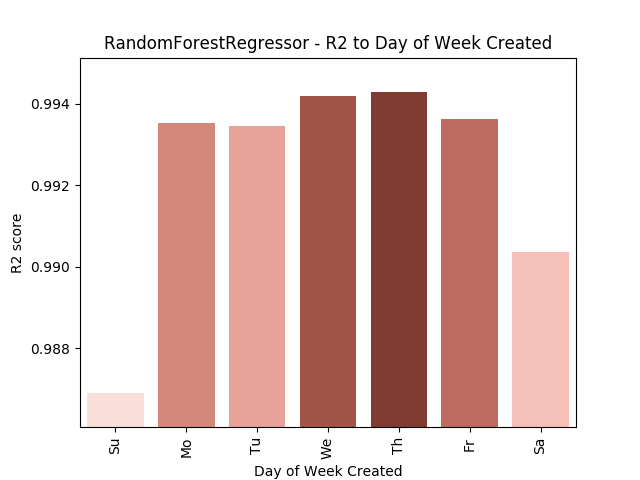 RandomForestRegressor - R2 to Day of Week Created
0.994
0.992
0.990
0.988
R2 score
Su
Mo
Tu
We
Th
Fr
Sa
Day of Week Created